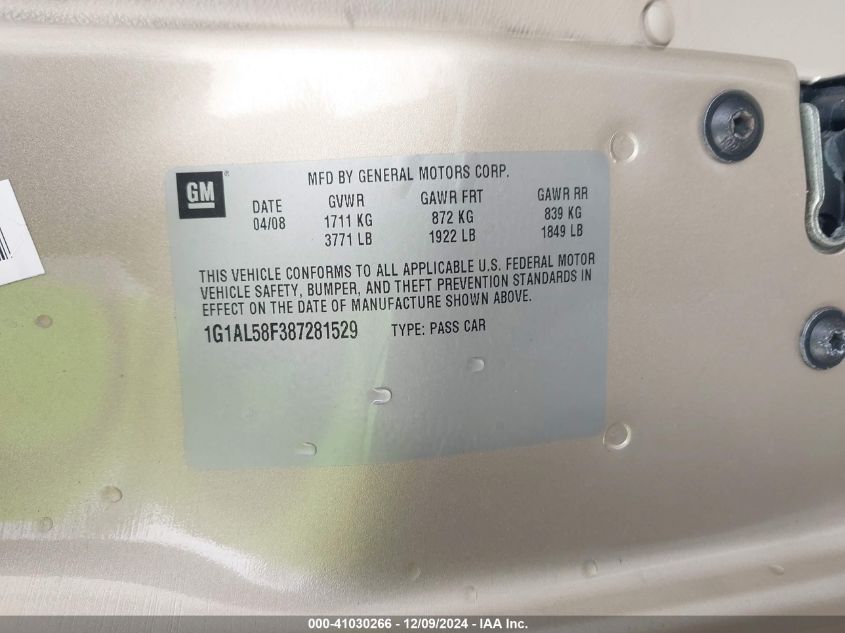 GM ®
MFD BY GENERAL MOTORS CORP.
DATE GVWR GAWR FRT GAWR RR
04/08 1711 KG 872 KG 839 KG
3771 LB 1922 LB 1849 LB
THIS VEHICLE CONFORMS TO ALL APPLICABLE U.S. FEDERAL MOTOR
VEHICLE SAFETY, BUMPER, AND THEFT PREVENTION STANDARDS IN
EFFECT ON THE DATE OF MANUFACTURE SHOWN ABOVE.
1G1AL58F387281529 TYPE: PASS CAR
000-41030266 - 12/09/2024 - IAA Inc.